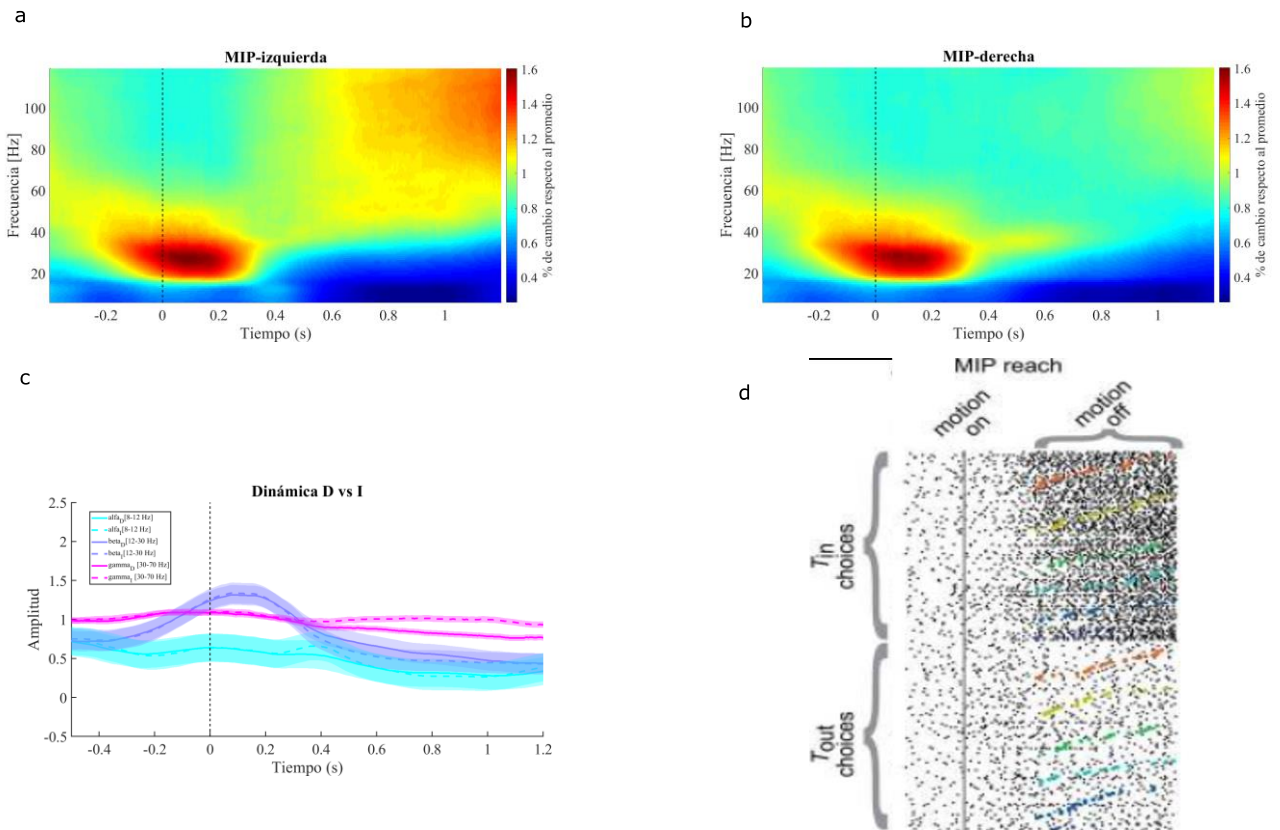 a
MIP-izquierda
Frecuencia [Hz]
100
80
60
40
20
-0.2 0 0.2 0.4 0.6 0.8 1
Tiempo (s)
1.6
1.4
1.2
1
0.8
0.6
0.4
% de cambio respecto al promedio
b
MIP-derecha
Frecuencia [Hz]
100
80
60
40
20
-0.2 0 0.2 0.4 0.6 0.8 1
Tiempo (s)
1.6
1.4
1.2
1
0.8
0.6
0.4
% de cambio respecto al promedio
c
Dinámica D vs I
Amplitud
2.5
2
1.5
1
0.5
0
-0.5
alfaD[8-12 Hz]
alfaI[8-12 Hz]
betaD[12-30 Hz]
betaI[12-30 Hz]
gammaD [30-70 Hz]
gammaI [30-70 Hz]
-0.4 -0.2 0 0.2 0.4 0.6 0.8 1 1.2
Tiempo (s)
d
MIP reach
motion
on
motion
off
Tin
choices
Tout
choices